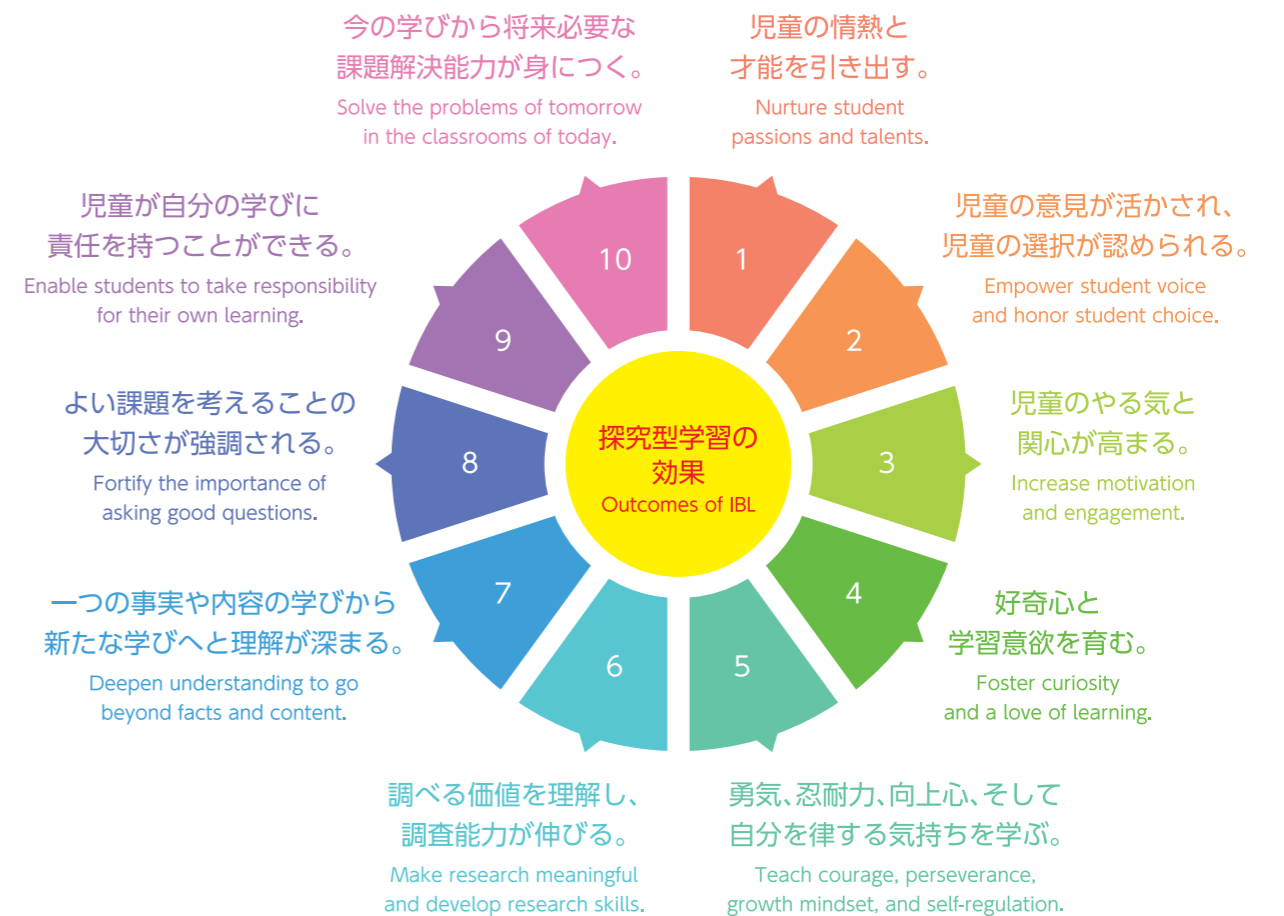 今の学びから将来必要な
課題解決能力が身につく。
Solve the problems of tomorrow
in the classrooms of today.
児童の情熱と
才能を引き出す。
Nurture student
passions and talents.
児童が自分の学びに
責任を持つことができる。
Enable students to take responsibility
for their own learning.
児童の意見が活かされ、
児童の選択が認められる。
Empower student voice
and honor student choice.
10
1
9
2
よい課題を考えることの
大切さが強調される。
Fortify the importance of
asking good questions.
8
探究型学習の
効果
Outcomes of IBL
3
児童のやる気と
関心が高まる。
Increase motivation
and engagement.
一つの事実や内容の学びから
新たな学びへと理解が深まる。
Deepen understanding to go
beyond facts and content.
7
4
好奇心と
学習意欲を育む。
Foster curiosity
and a love of learning.
6
5
調べる価値を理解し、
調査能力が伸びる。
Make research meaningful
and develop research skills.
勇気、忍耐力、向上心、そして
自分を律する気持ちを学ぶ。
Teach courage, perseverance,
growth mindset, and self-regulation.